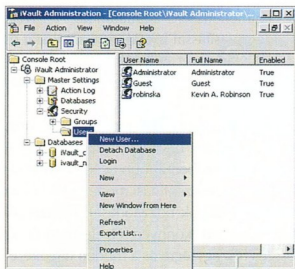 iVault Administration - [Console Root\iVault Administrator\...
File Action View Window Help
Console Root
iVault Administrator
Master Settings
Action Log
Databases
Security
Groups
Users
Databases
iVault_c
ivault_n
User Name Full Name Enabled
Administrator Administrator True
Guest Guest True
robinska Kevin A. Robinson True
New User...
Detach Database
Login
New
View
New Window from Here
Refresh
Export List...
Properties
Help